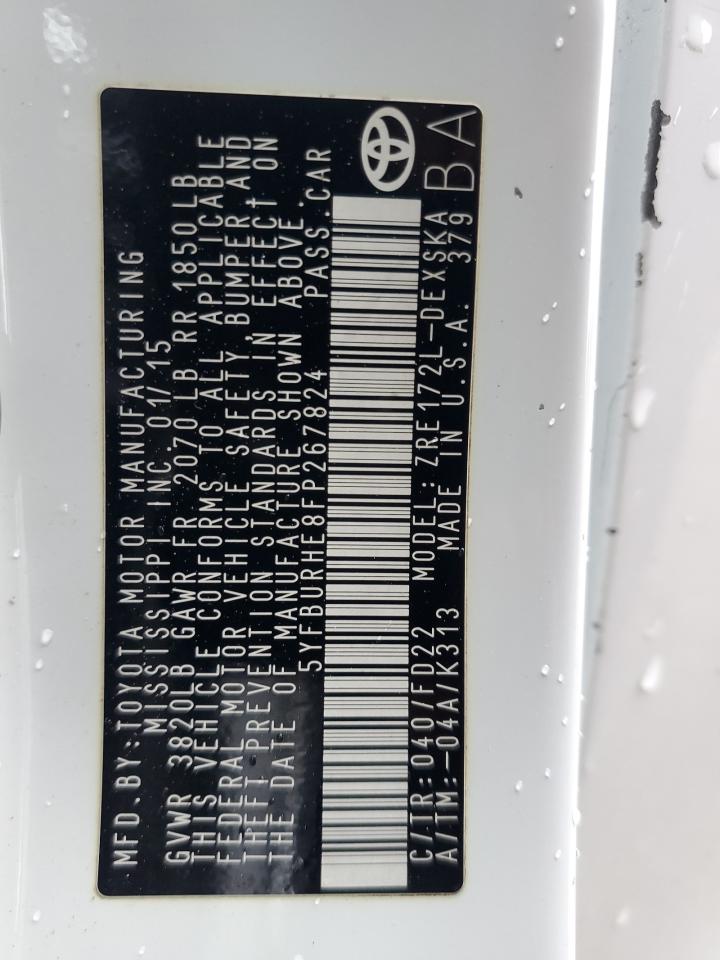 MFD.BY:TOYOTA MOTOR MANUFACTURING
MISSISSIPPI INC.01/15
GVWR 3820LB GAWR FR 2070 LB RR 1850 LB
THIS VEHICLE CONFORMS TO ALL APPLICABLE
FEDERAL MOTOR VEHICLE SAFETY, BUMPER AND
THEFT PREVENTION STANDARDS IN EFFECT ON
THE DATE OF MANUFACTURE SHOWN ABOVE.
5YFBURHE8FP267824 PASS.CAR
C/TR:040/FD22 MODEL:ZRE172L-DEXSKA
A/TM:-04A/K313 MADE IN U.S.A. 379
BA